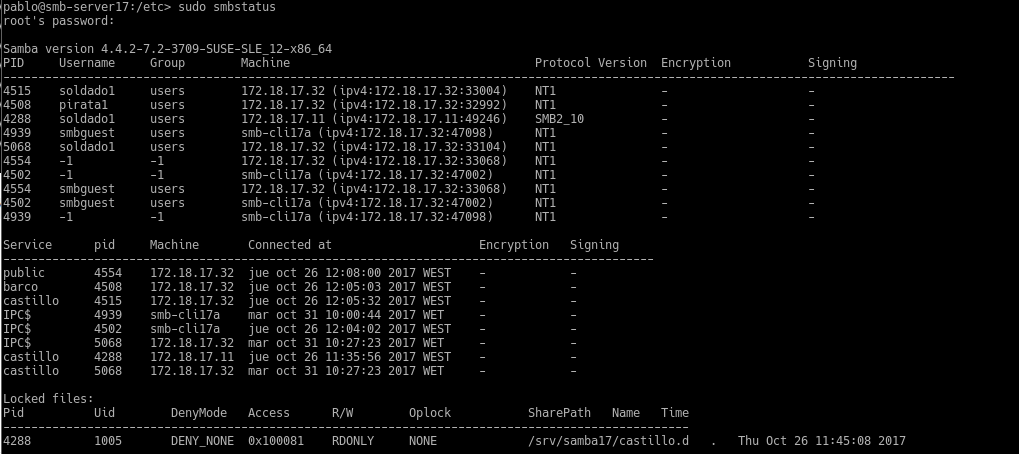 pablo@smb-server17:/etc> sudo smbstatus
root's password:

Samba version 4.4.2-7.2-3709-SUSE-SLE_12-x86_64
PID     Username     Group        Machine                                   Protocol Version  Encryption           Signing
----------------------------------------------------------------------------------------------------------------------------------------
4515    soldado1     users        172.18.17.32 (ipv4:172.18.17.32:33004)    NT1               -                    -
4508    pirata1      users        172.18.17.32 (ipv4:172.18.17.32:32992)    NT1               -                    -
4288    soldado1     users        172.18.17.11 (ipv4:172.18.17.11:49246)    SMB2_10           -                    -
4939    smbguest     users        smb-cli17a (ipv4:172.18.17.32:47098)      NT1               -                    -
5068    soldado1     users        172.18.17.32 (ipv4:172.18.17.32:33104)    NT1               -                    -
4554    -1           -1           172.18.17.32 (ipv4:172.18.17.32:33068)    NT1               -                    -
4502    -1           -1           smb-cli17a (ipv4:172.18.17.32:47002)      NT1               -                    -
4554    smbguest     users        172.18.17.32 (ipv4:172.18.17.32:33068)    NT1               -                    -
4502    smbguest     users        smb-cli17a (ipv4:172.18.17.32:47002)      NT1               -                    -
4939    -1           -1           smb-cli17a (ipv4:172.18.17.32:47098)      NT1               -                    -

Service      pid     Machine       Connected at                     Encryption   Signing
---------------------------------------------------------------------------------------------
public       4554    172.18.17.32  jue oct 26 12:08:00 2017 WEST    -            -
barco        4508    172.18.17.32  jue oct 26 12:05:03 2017 WEST    -            -
castillo     4515    172.18.17.32  jue oct 26 12:05:32 2017 WEST    -            -
IPC$         4939    smb-cli17a    mar oct 31 10:00:44 2017 WET     -            -
IPC$         4502    smb-cli17a    jue oct 26 12:04:02 2017 WEST    -            -
IPC$         5068    172.18.17.32  mar oct 31 10:27:23 2017 WET     -            -
castillo     4288    172.18.17.11  jue oct 26 11:35:56 2017 WEST    -            -
castillo     5068    172.18.17.32  mar oct 31 10:27:23 2017 WET     -            -

Locked files:
Pid          Uid        DenyMode   Access      R/W        Oplock           SharePath   Name   Time
--------------------------------------------------------------------------------------------------
4288         1005       DENY_NONE  0x100081    RDONLY     NONE             /srv/samba17/castillo.d   .   Thu Oct 26 11:45:08 2017